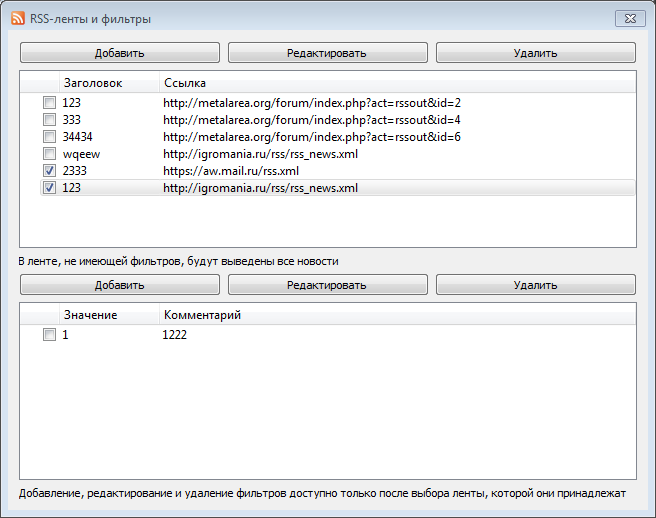 RSS-ленты и фильтры
Добавить Редактировать Удалить
Заголовок Ссылка
123 http://metalarea.org/forum/index.php?act=rssout&id=2
333 http://metalarea.org/forum/index.php?act=rssout&id=4
34434 http://metalarea.org/forum/index.php?act=rssout&id=6
wqeew http://igromania.ru/rss/rss_news.xml
2333 https://aw.mail.ru/rss.xml
123 http://igromania.ru/rss/rss_news.xml
В ленте, не имеющей фильтров, будут выведены все новости
Добавить Редактировать Удалить
Значение Комментарий
1 1222
Добавление, редактирование и удаление фильтров доступно только после выбора ленты, которой они принадлежат